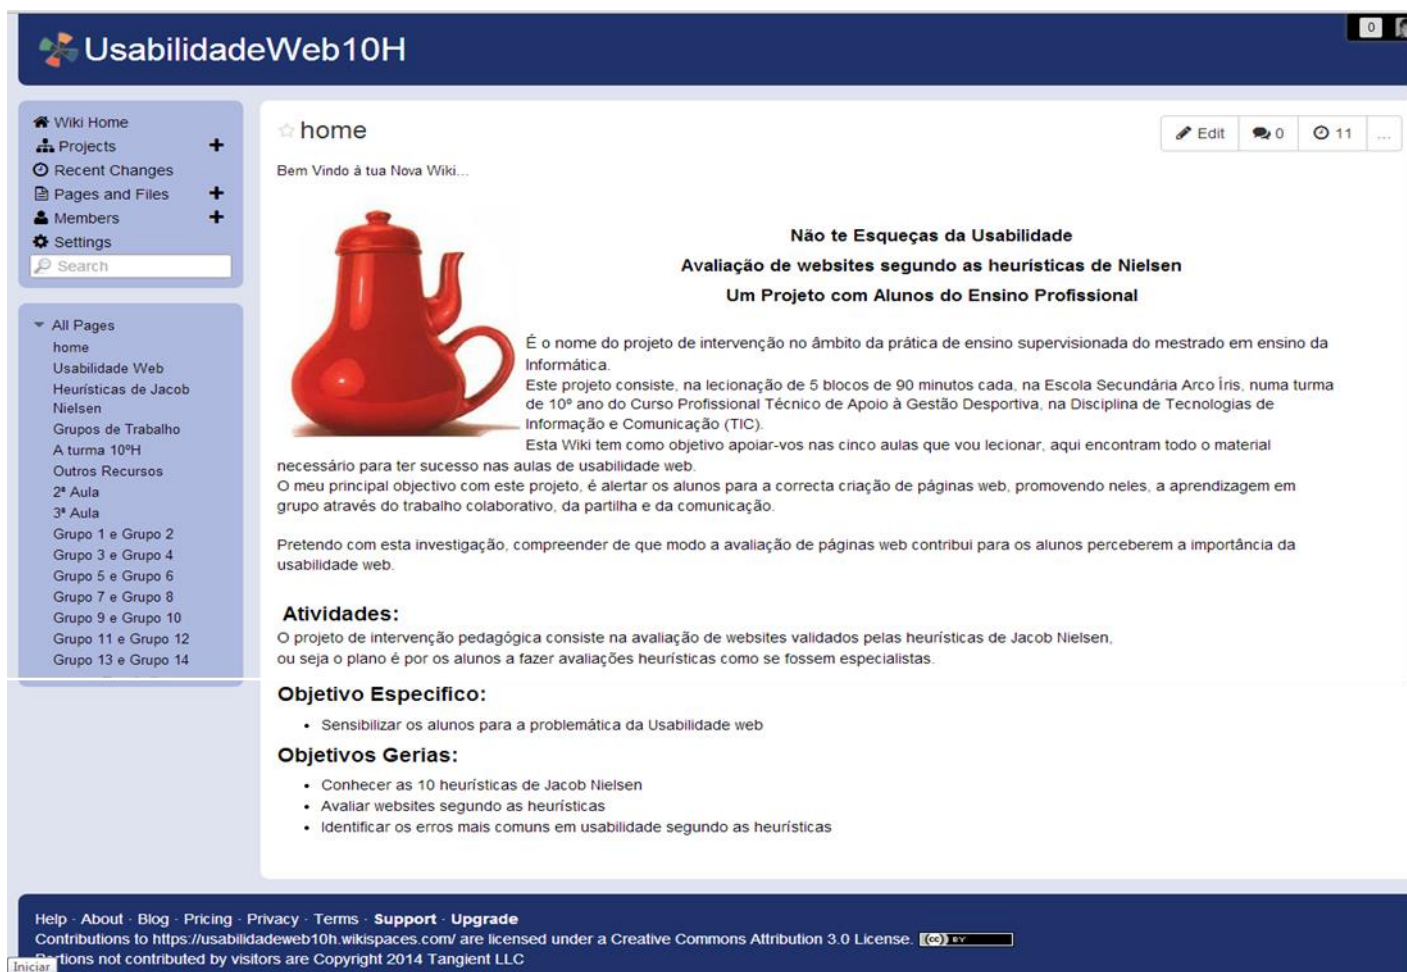 UsabilidadeWeb10H
0
Wiki Home
Projects
Recent Changes
Pages and Files
Members
Settings
Search
All Pages
home
Usabilidade Web
Heurísticas de Jacob
Nielsen
Grupos de Trabalho
A turma 10ºH
Outros Recursos
2ª Aula
3ª Aula
Grupo 1 e Grupo 2
Grupo 3 e Grupo 4
Grupo 5 e Grupo 6
Grupo 7 e Grupo 8
Grupo 9 e Grupo 10
Grupo 11 e Grupo 12
Grupo 13 e Grupo 14
home
Edit 0 11 ...
Bem Vindo á tua Nova Wiki...
Não te Esqueças da Usabilidade
Avaliação de websites segundo as heurísticas de Nielsen
Um Projeto com Alunos do Ensino Profissional
É o nome do projeto de intervenção no âmbito da prática de ensino supervisionada do mestrado em ensino da
Informática.
Este projeto consiste, na lecionação de 5 blocos de 90 minutos cada, na Escola Secundária Arco Íris, numa turma
de 10º ano do Curso Profissional Técnico de Apoio à Gestão Desportiva, na Disciplina de Tecnologias de
Informação e Comunicação (TIC).
Esta Wiki tem como objetivo apoiar-vos nas cinco aulas que vou lecionar, aqui encontram todo o material
necessário para ter sucesso nas aulas de usabilidade web.
O meu principal objectivo com este projeto, é alertar os alunos para a correcta criação de páginas web, promovendo neles, a aprendizagem em
grupo através do trabalho colaborativo, da partilha e da comunicação.
Pretendo com esta investigação, compreender de que modo a avaliação de páginas web contribui para os alunos perceberem a importância da
usabilidade web.
Atividades:
O projeto de intervenção pedagógica consiste na avaliação de websites validados pelas heurísticas de Jacob Nielsen,
ou seja o plano é por os alunos a fazer avaliações heurísticas como se fossem especialistas.
Objetivo Especifico:
• Sensibilizar os alunos para a problemática da Usabilidade web
Objetivos Gerias:
• Conhecer as 10 heurísticas de Jacob Nielsen
• Avaliar websites segundo as heurísticas
• Identificar os erros mais comuns em usabilidade segundo as heurísticas
Help · About · Blog · Pricing · Privacy · Terms · Support · Upgrade
Contributions to https://usabilidadeweb10h.wikispaces.com/ are licensed under a Creative Commons Attribution 3.0 License. (cc) BY
Portions not contributed by visitors are Copyright 2014 Tangient LLC
Iniciar